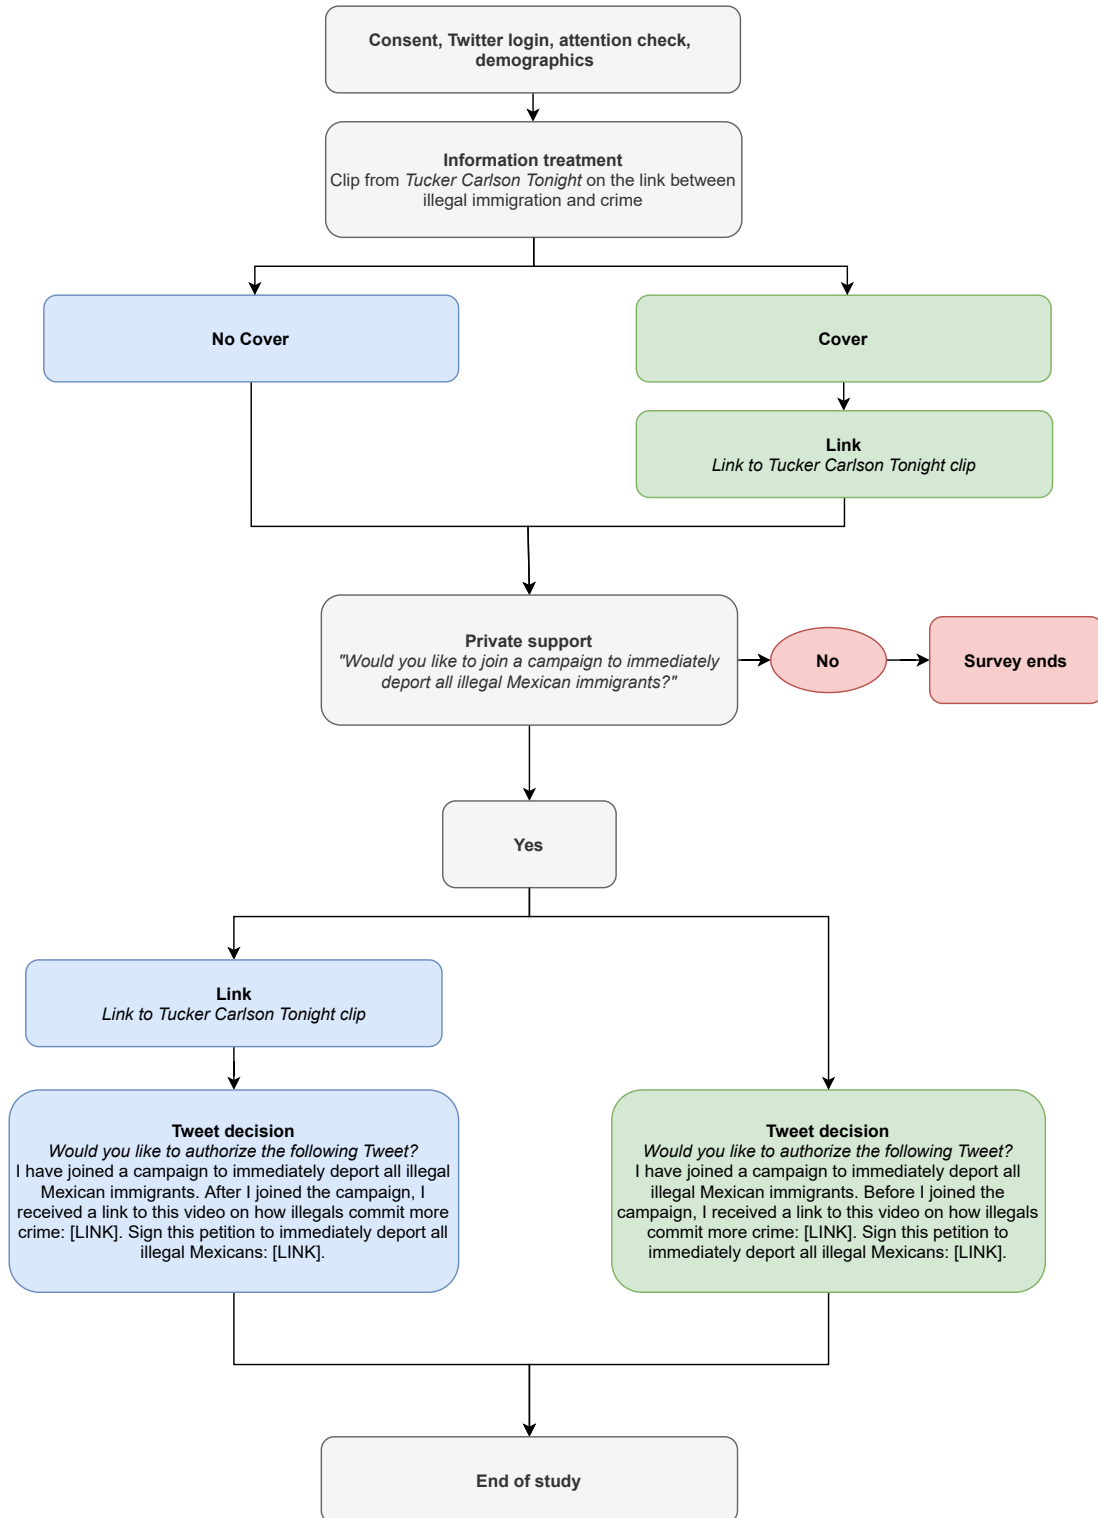 Consent, Twitter login, attention check,
demographics
Information treatment
Clip from Tucker Carlson Tonight on the link between
illegal immigration and crime
No Cover
Cover
Link
Link to Tucker Carlson Tonight clip
Private support
"Would you like to join a campaign to immediately
deport all illegal Mexican immigrants?"
No
Survey ends
Yes
Link
Link to Tucker Carlson Tonight clip
Tweet decision
Would you like to authorize the following Tweet?
I have joined a campaign to immediately deport all illegal
Mexican immigrants. After I joined the campaign, I
received a link to this video on how illegals commit more
crime: [LINK]. Sign this petition to immediately deport all
illegal Mexicans: [LINK].
Tweet decision
Would you like to authorize the following Tweet?
I have joined a campaign to immediately deport all
illegal Mexican immigrants. Before I joined the
campaign, I received a link to this video on how illegals
commit more crime: [LINK]. Sign this petition to
immediately deport all illegal Mexicans: [LINK].
End of study